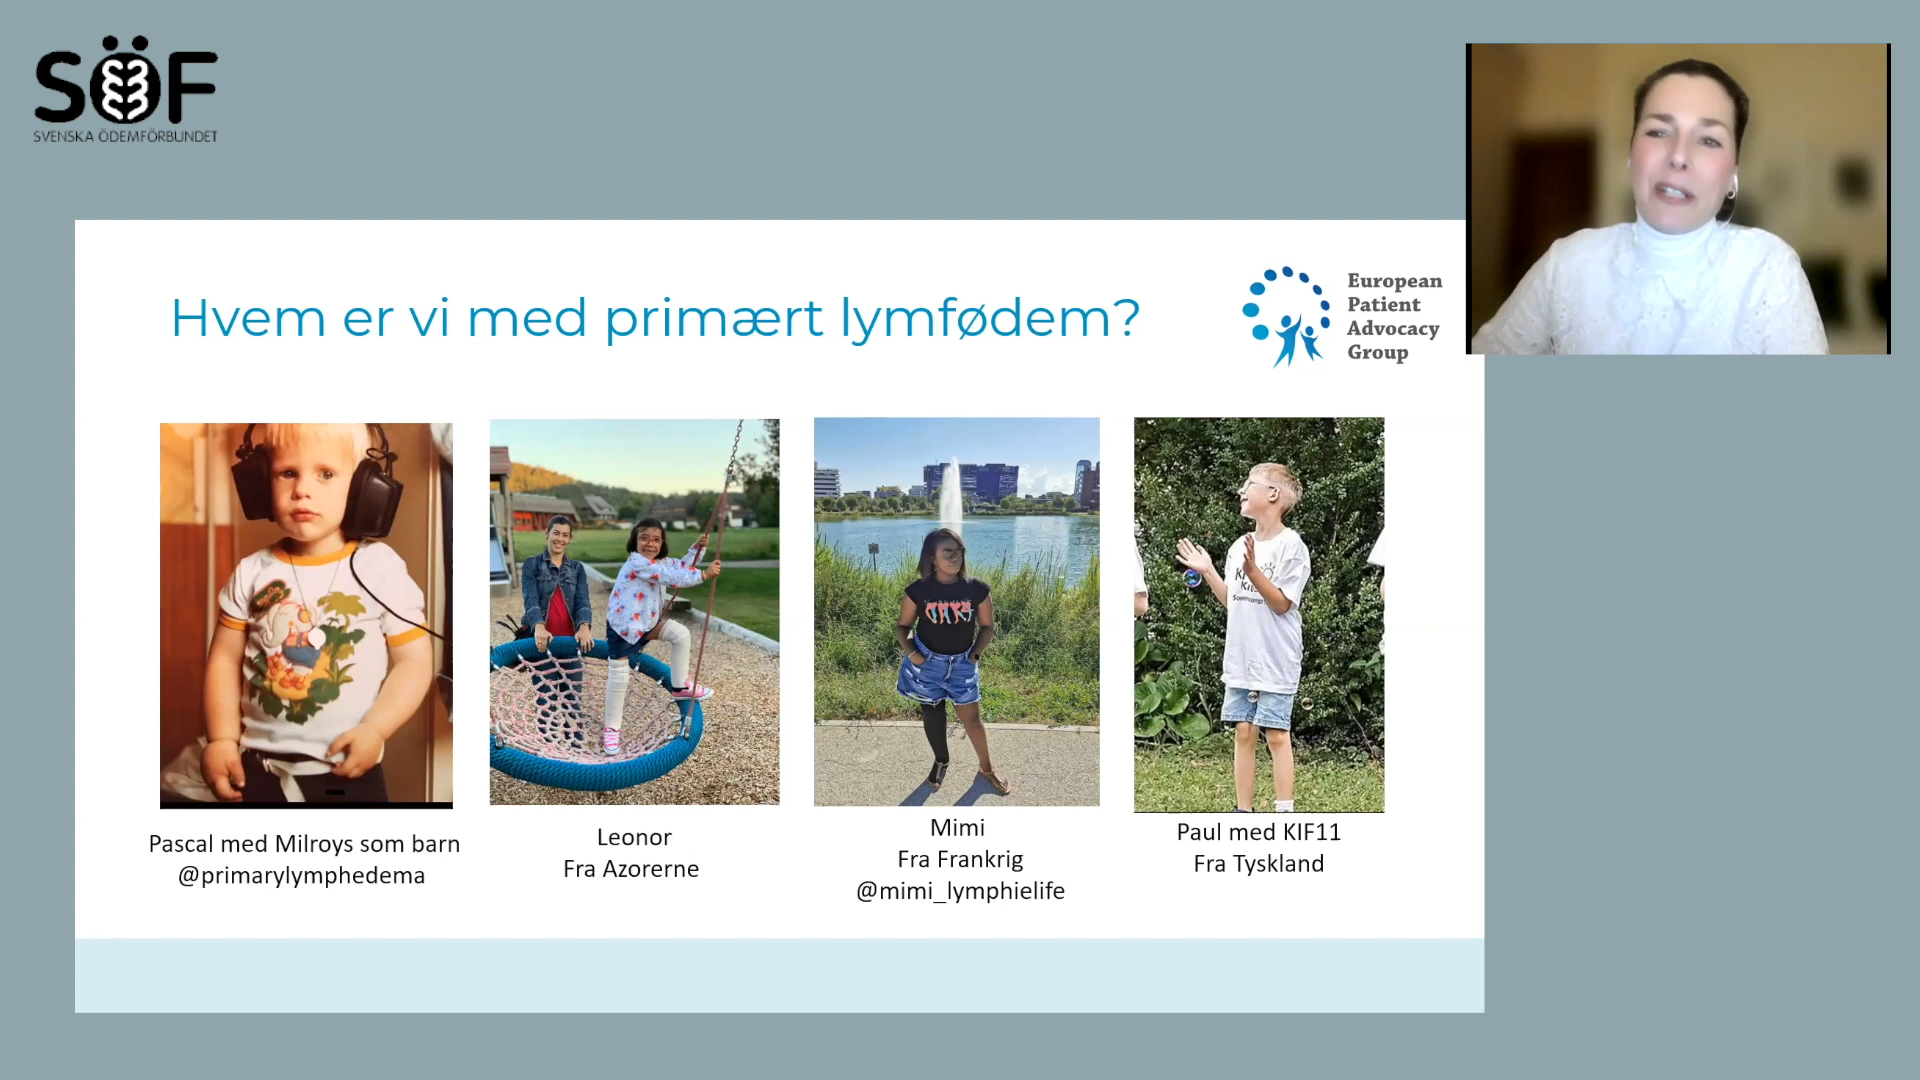 SÖF
SVENSKA ÖDEMFÖRBUNDET
Hvem er vi med primært lymfødem?
European
Patient
Advocacy
Group
Pascal med Milroys som barn
@primarylymphedema
Leonor
Fra Azorerne
Mimi
Fra Frankrig
@mimi_lymphielife
Paul med KIF11
Fra Tyskland